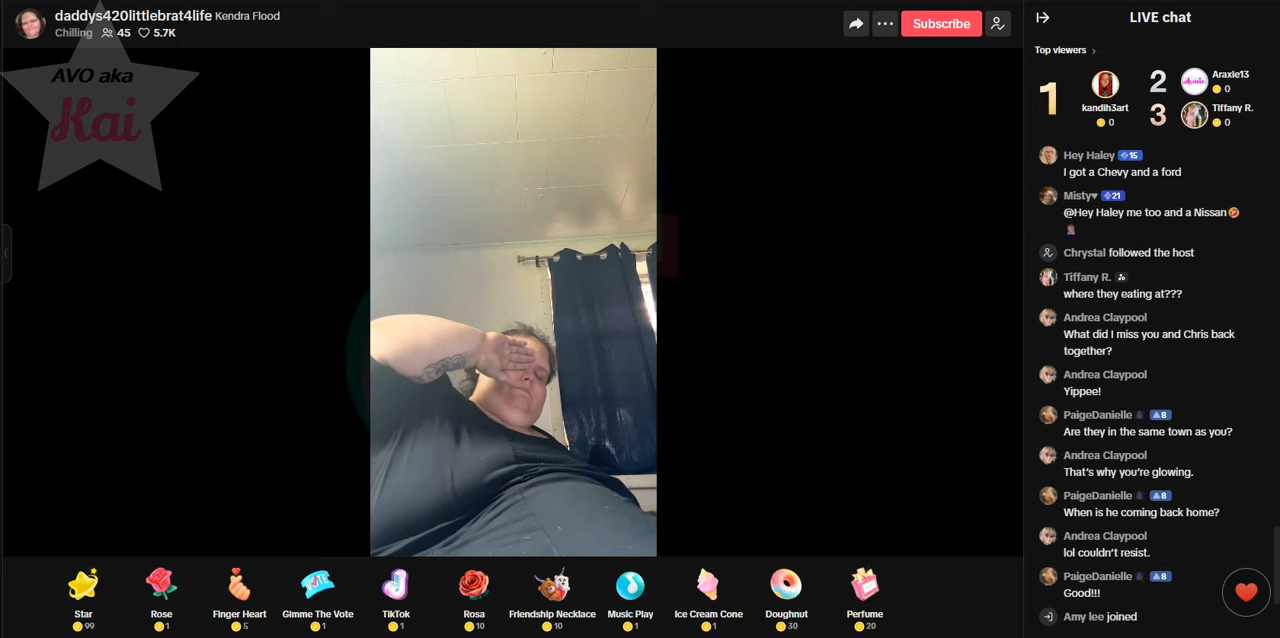 daddys420littlebrat4life Kendra Flood
Chilling 45 5.7K
Subscribe
AVO aka
Kai
LIVE chat
Top viewers
1
kandih3art
0
2
Araxie13
0
3
Tiffany R.
0
Hey Haley 15
I got a Chevy and a ford
Misty♥ 21
@Hey Haley me too and a Nissan🤣
🤦🏽‍♀️
Chrystal followed the host
Tiffany R.
where they eating at???
Andrea Claypool
What did I miss you and Chris back
together?
Andrea Claypool
Yippee!
PaigeDanielle 8
Are they in the same town as you?
Andrea Claypool
That's why you're glowing.
PaigeDanielle 8
When is he coming back home?
Andrea Claypool
lol couldn't resist.
PaigeDanielle 8
Good!!!
Amy lee joined
VOTE
Star
99
Rose
1
Finger Heart
5
Gimme The Vote
1
TikTok
1
Rosa
10
Friendship Necklace
10
Music Play
1
Ice Cream Cone
1
Doughnut
30
Perfume
20